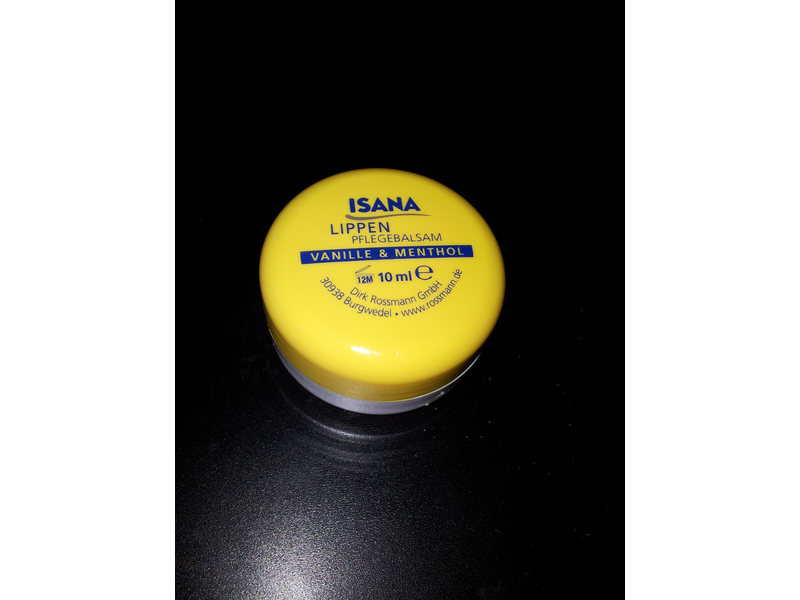 ISANA
LIPPEN
PFLEGEBALSAM
VANILLE & MENTHOL
12M 10 ml e
Dirk Rossmann GmbH
30938 Burgwedel • www.rossmann.de